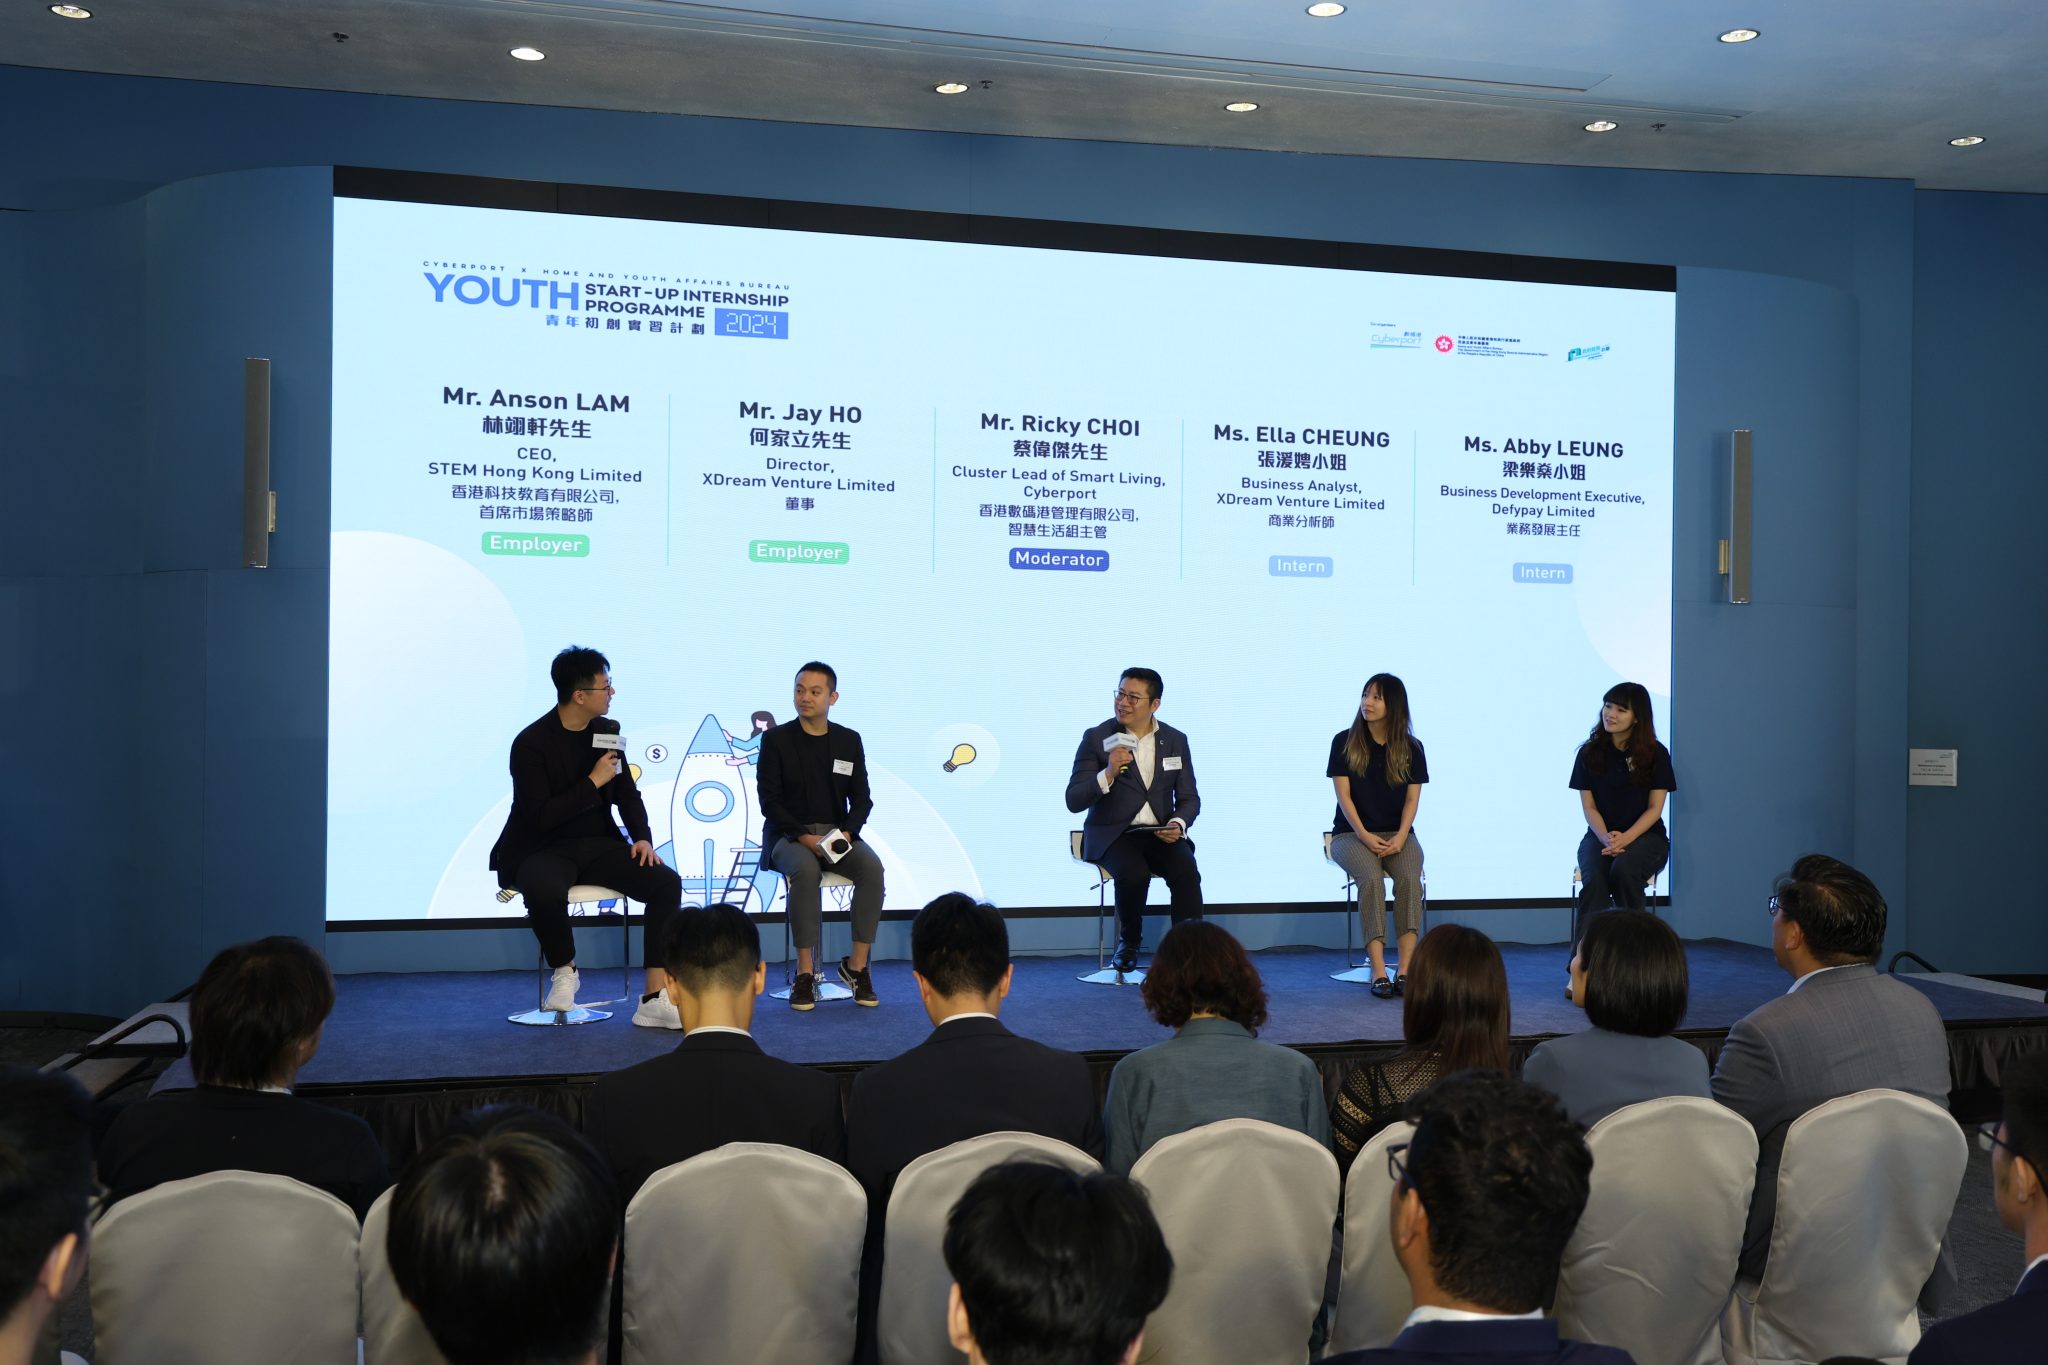 CYBERPORT X HOME AND YOUTH AFFAIRS BUREAU
YOUTH START-UP INTERNSHIP
PROGRAMME 2024
青年初創實習計劃
Co-organisers
數碼港
Cyberport
Mr. Anson LAM
林翊軒先生
CEO,
STEM Hong Kong Limited
香港科技教育有限公司,
首席市場策略師
Employer
Mr. Jay HO
何家立先生
Director,
XDream Venture Limited
董事
Employer
Mr. Ricky CHOI
蔡偉傑先生
Cluster Lead of Smart Living,
Cyberport
香港數碼港管理有限公司,
智慧生活組主管
Moderator
Ms. Ella CHEUNG
張湲娉小姐
Business Analyst,
XDream Venture Limited
商業分析師
Intern
Ms. Abby LEUNG
梁樂燊小姐
Business Development Executive,
Defypay Limited
業務發展主任
Intern
$